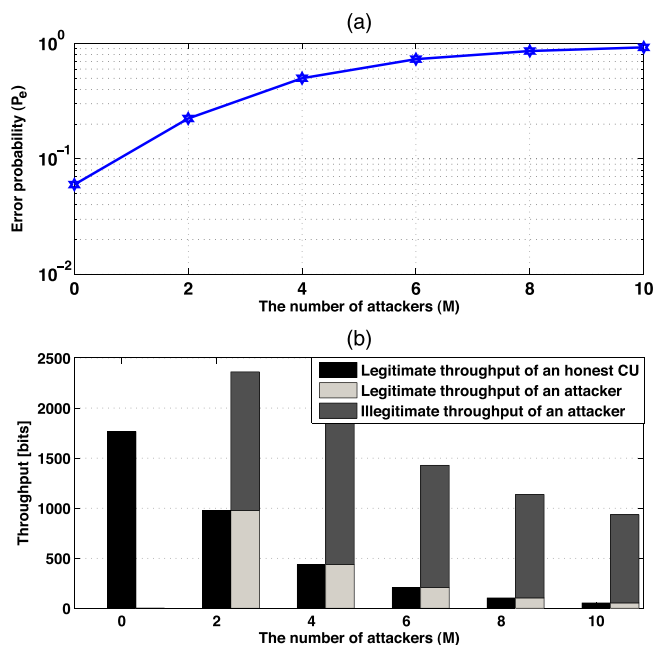 (a)
10^0
10^-1
10^-2
Error probability (P_e)
0 2 4 6 8 10
The number of attackers (M)
(b)
2500
2000
1500
1000
500
0
Throughput [bits]
Legitimate throughput of an honest CU
Legitimate throughput of an attacker
Illegitimate throughput of an attacker
0 2 4 6 8 10
The number of attackers (M)